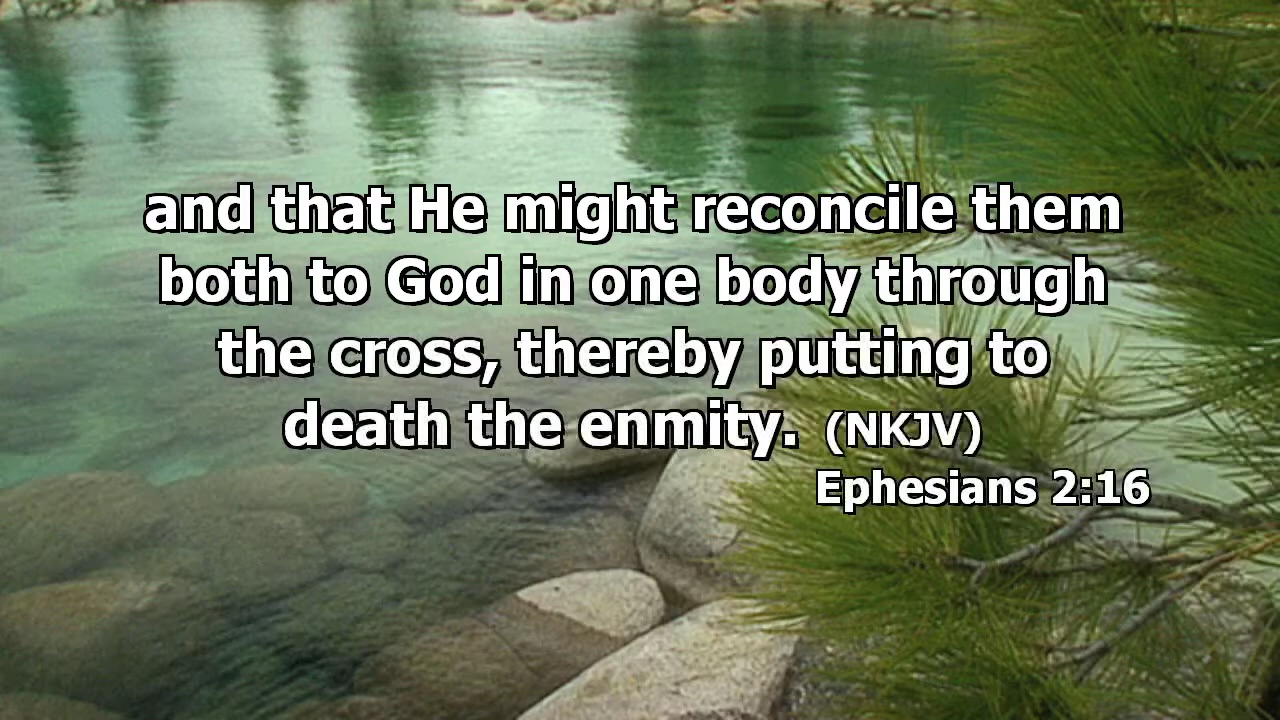 and that He might reconcile them
both to God in one body through
the cross, thereby putting to
death the enmity. (NKJV)
Ephesians 2:16